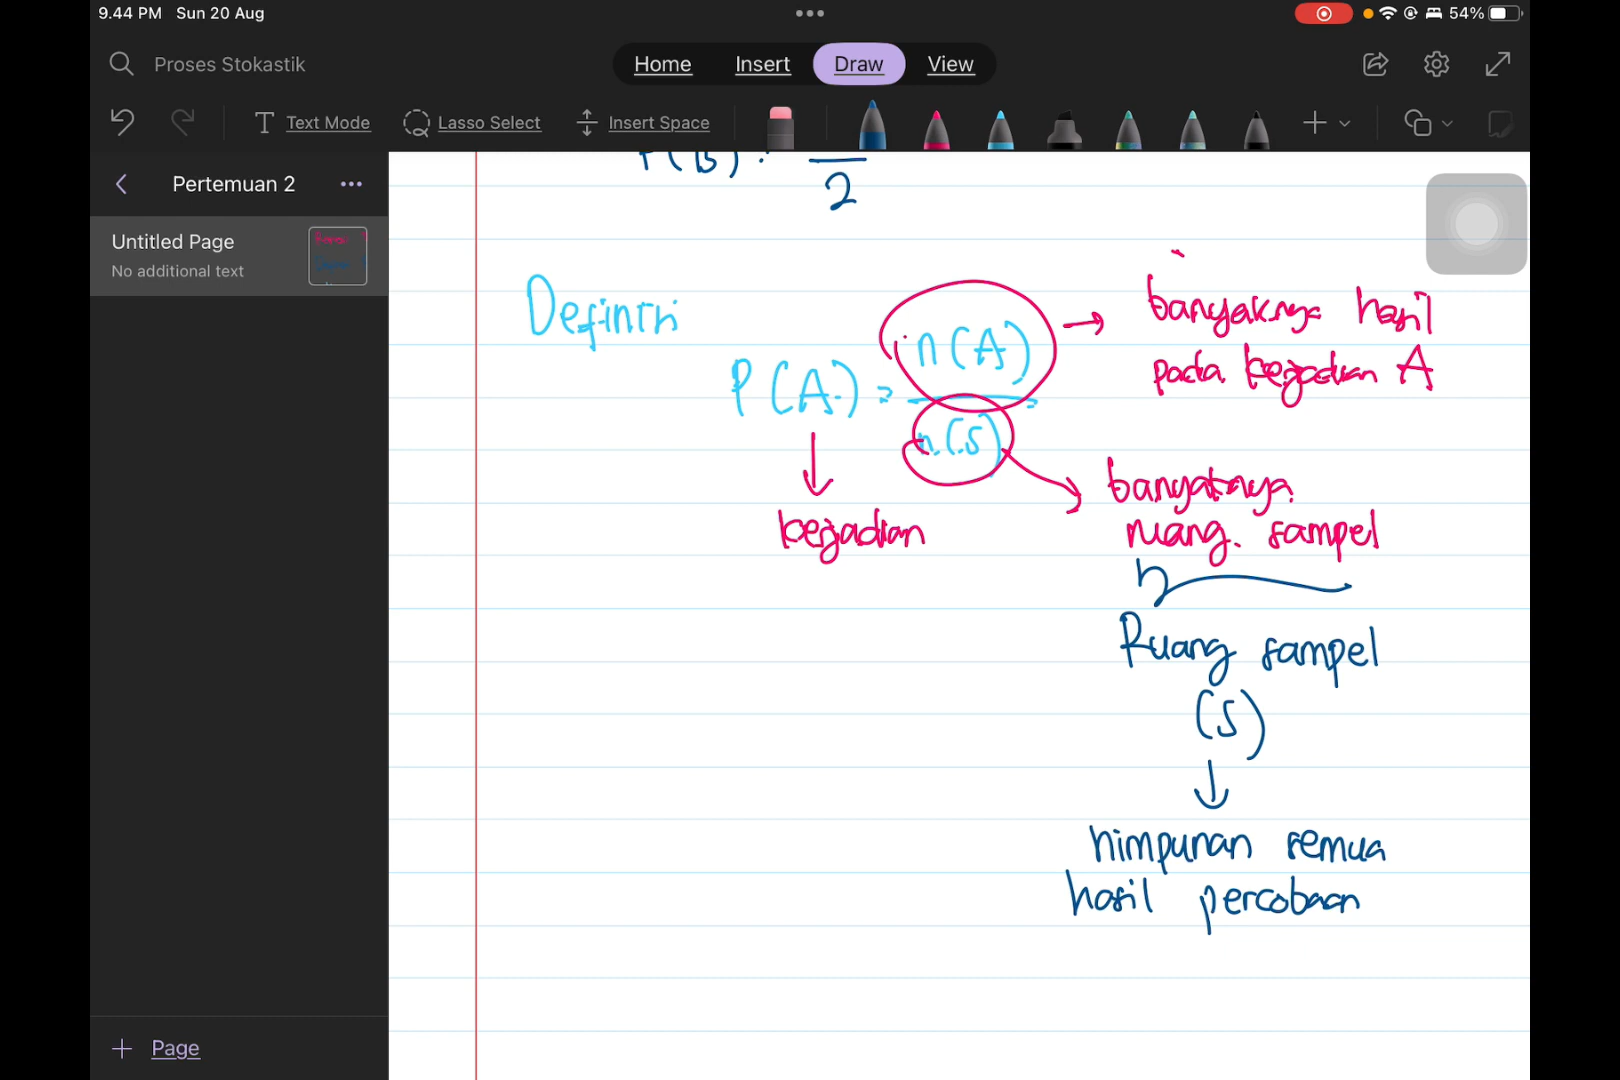 9.44 PM Sun 20 Aug
54%
Proses Stokastik
Home Insert Draw View
Text Mode Lasso Select Insert Space
Pertemuan 2
Untitled Page
No additional text
Page
P(B) :
2
Definisi
P(A) = n(A)
n(S)
banyaknya hasil
pada kejadian A
kejadian
banyaknya
ruang sampel
Ruang sampel
(S)
himpunan semua
hasil percobaan